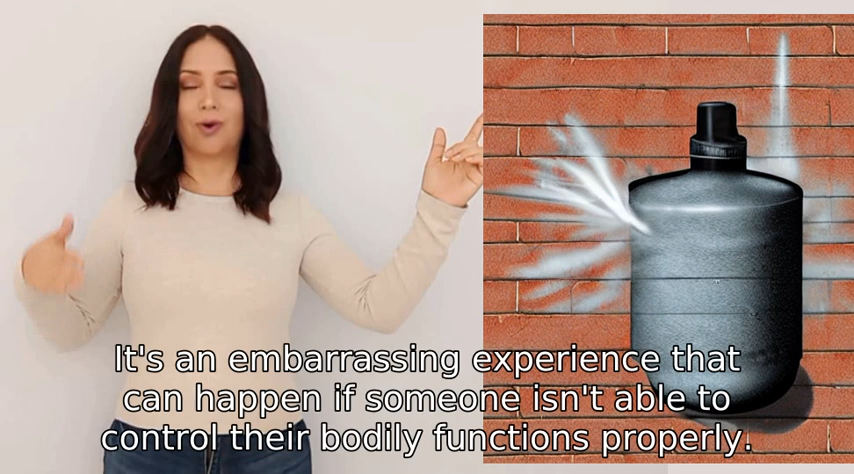 It's an embarrassing experience that
can happen if someone isn't able to
control their bodily functions properly.